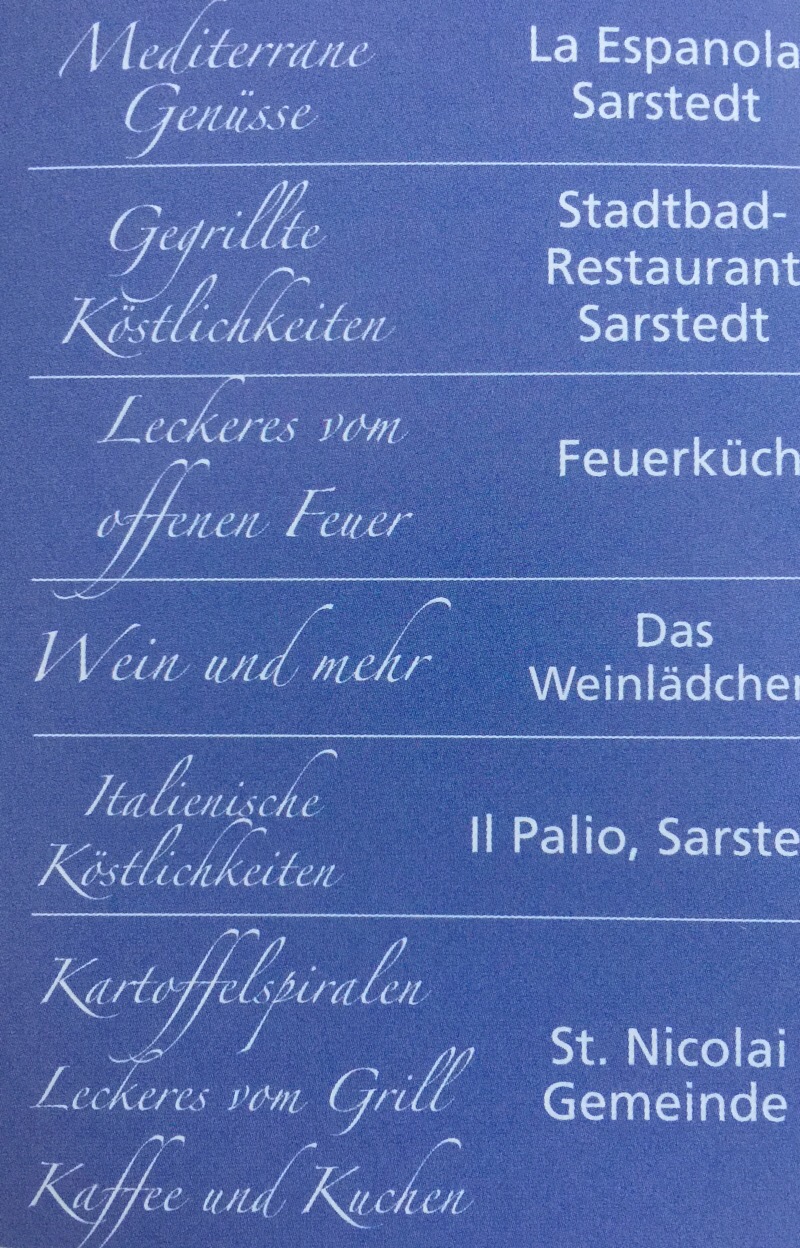 Mediterrane
Genüsse
La Espanola
Sarstedt
Gegrillte
Köstlichkeiten
Stadtbad-
Restaurant
Sarstedt
Leckeres vom
offenen Feuer
Feuerküch
Wein und mehr
Das
Weinlädchen
Italienische
Köstlichkeiten
Il Palio, Sarste
Kartoffelspiralen
Leckeres vom Grill
Kaffee und Kuchen
St. Nicolai
Gemeinde